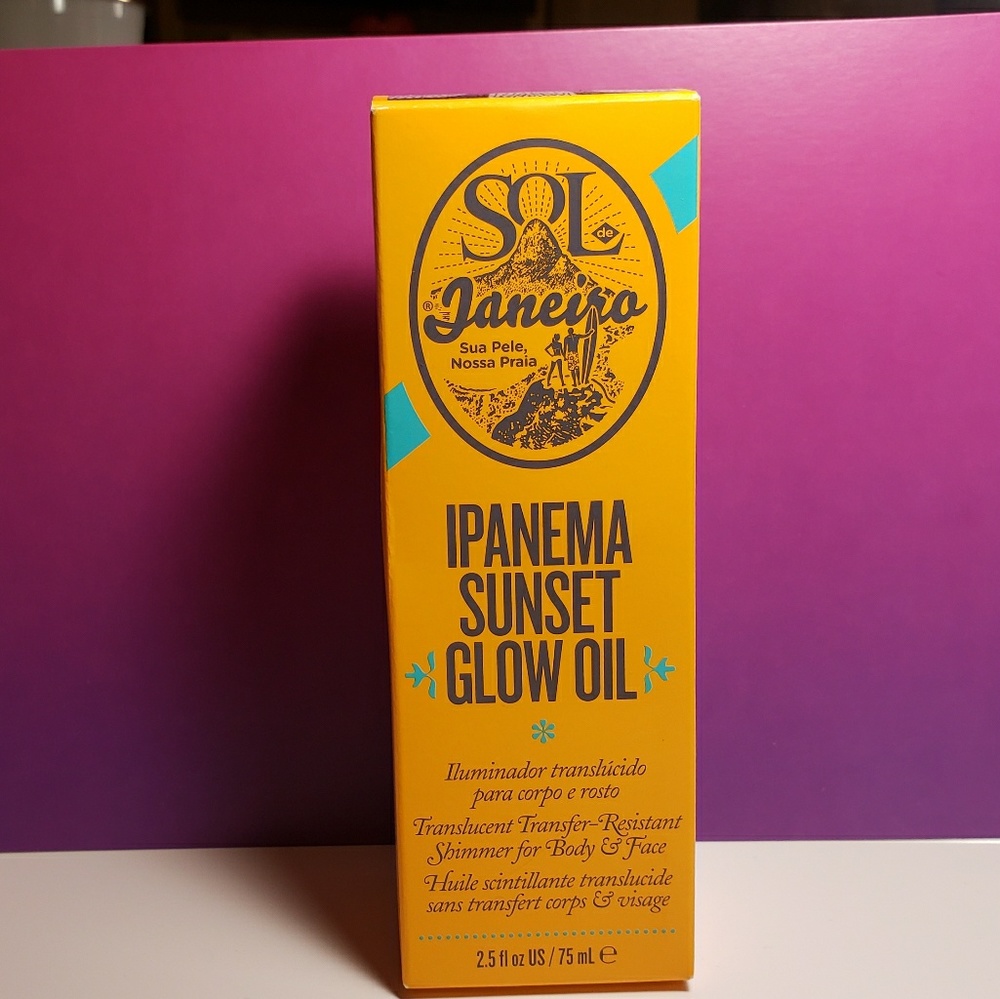 SOL de
® Janeiro
Sua Pele,
Nossa Praia
IPANEMA
SUNSET
GLOW OIL
Iluminador translúcido
para corpo e rosto
Translucent Transfer-Resistant
Shimmer for Body & Face
Huile scintillante translucide
sans transfert corps & visage
2.5 fl oz US / 75 mL ℮